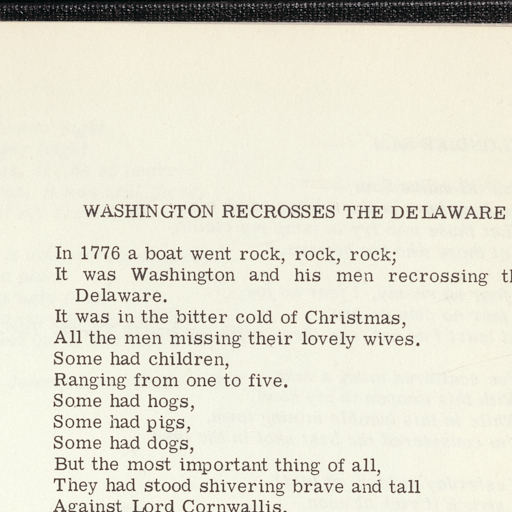 WASHINGTON RECROSSES THE DELAWARE
In 1776 a boat went rock, rock, rock;
It was Washington and his men recrossing
Delaware.
It was in the bitter cold of Christmas,
All the men missing their lovely wives.
Some had children,
Ranging from one to five.
Some had hogs,
Some had pigs,
Some had dogs,
But the most important thing of all,
They had stood shivering brave and tall
Against Lord Cornwallis.